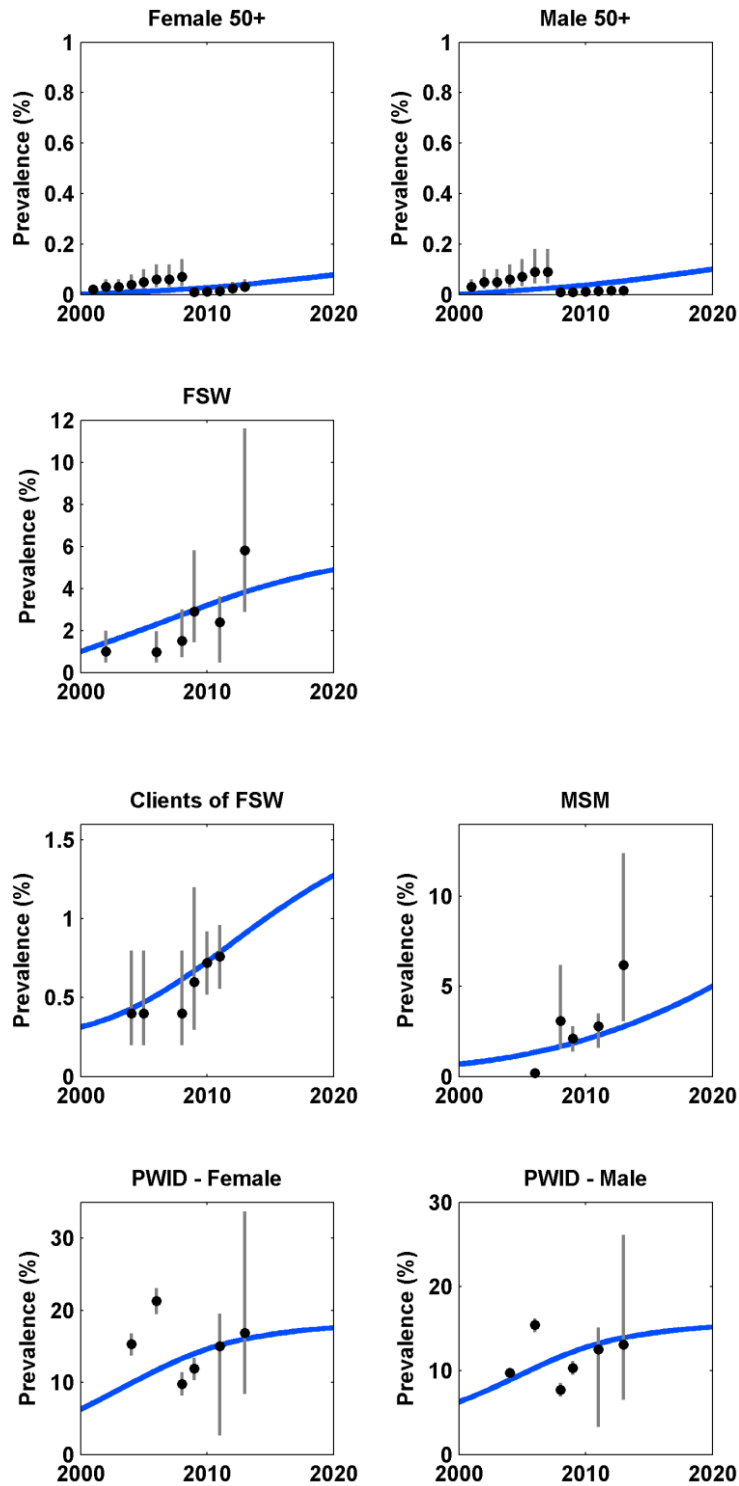 Female 50+
Prevalence (%)
1
0.8
0.6
0.4
0.2
0
2000 2010 2020
Male 50+
Prevalence (%)
1
0.8
0.6
0.4
0.2
0
2000 2010 2020
FSW
Prevalence (%)
12
10
8
6
4
2
0
2000 2010 2020
Clients of FSW
Prevalence (%)
1.5
1
0.5
0
2000 2010 2020
MSM
Prevalence (%)
10
5
0
2000 2010 2020
PWID - Female
Prevalence (%)
30
20
10
0
2000 2010 2020
PWID - Male
Prevalence (%)
30
20
10
0
2000 2010 2020